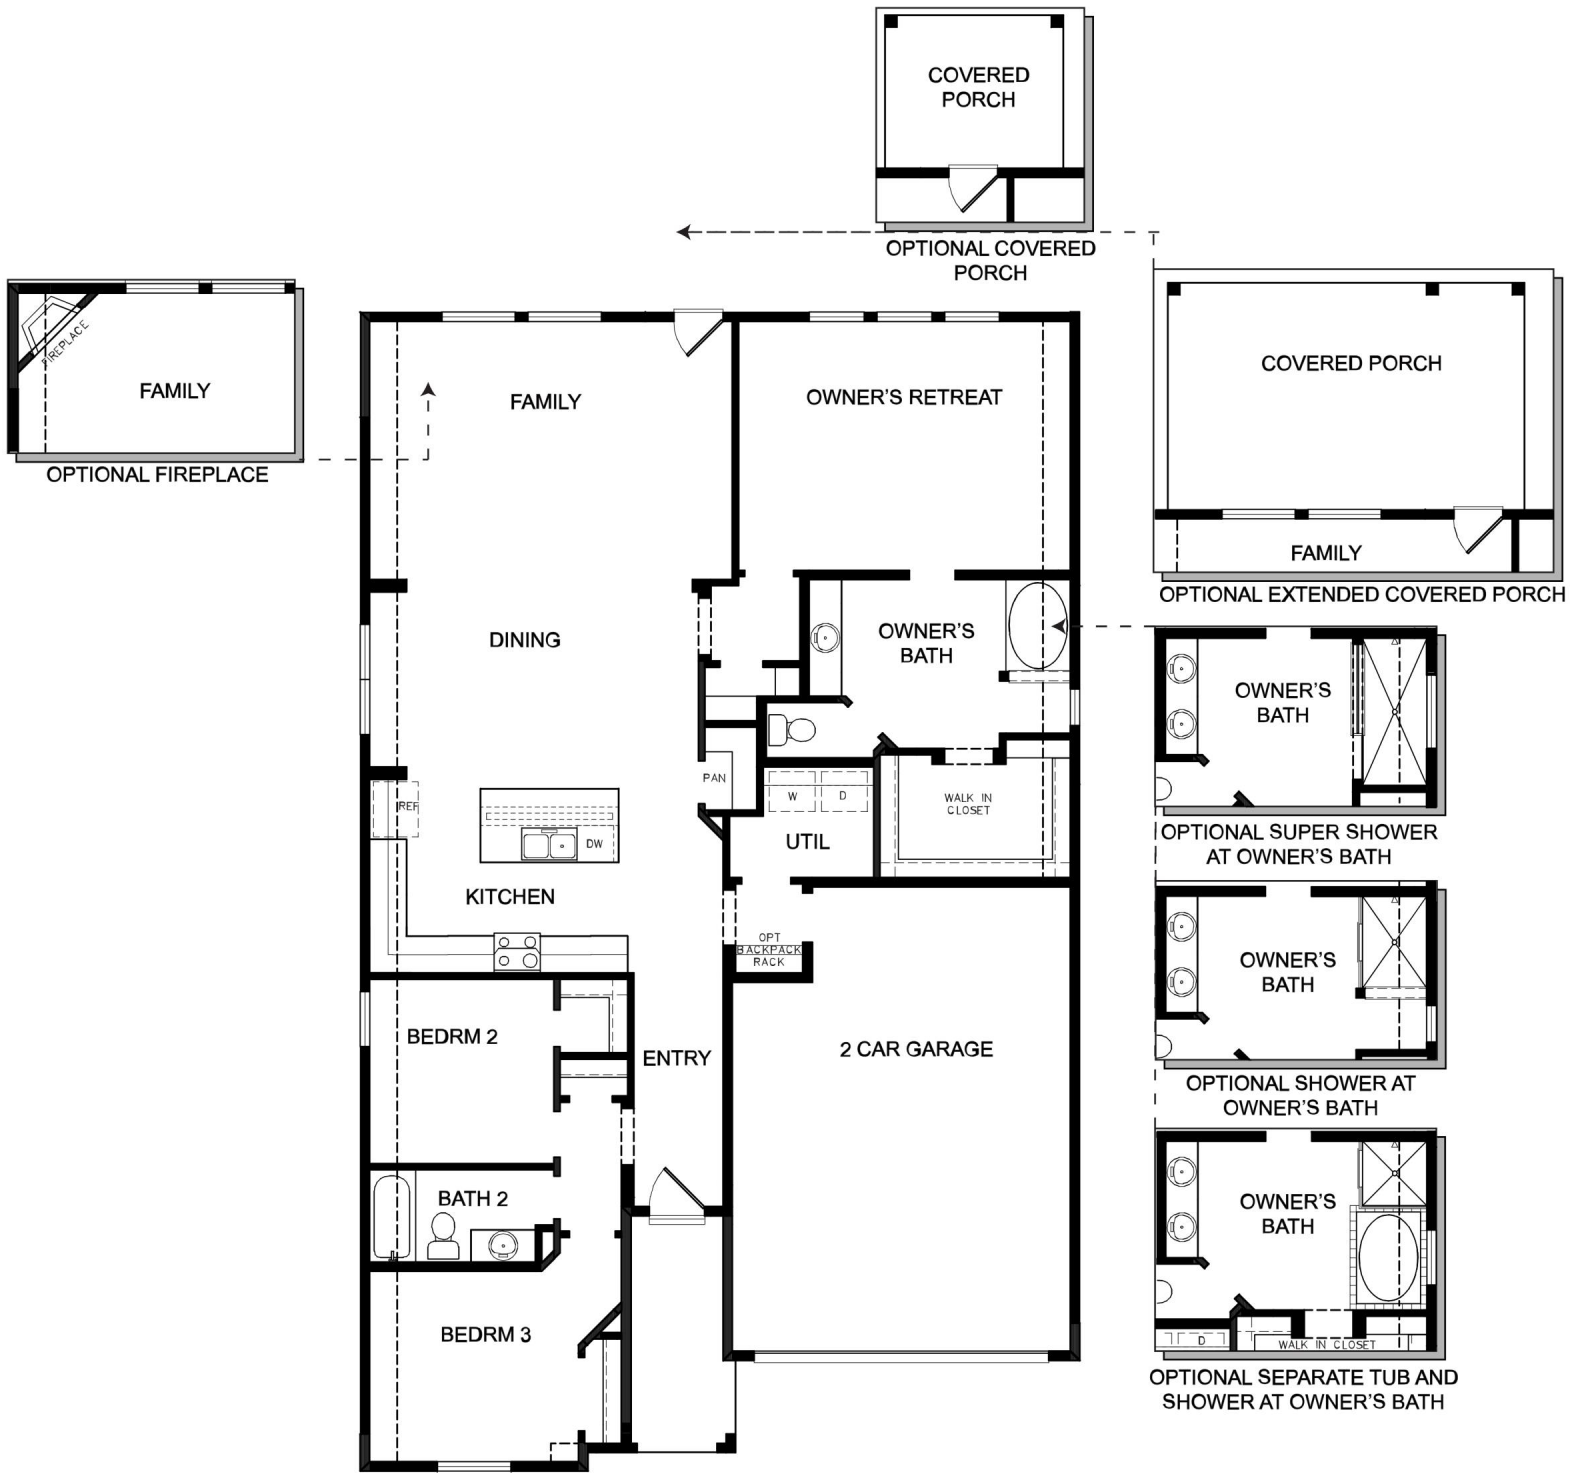 COVERED
PORCH
OPTIONAL COVERED
PORCH
FIREPLACE
FAMILY
OPTIONAL FIREPLACE
FAMILY
OWNER'S RETREAT
COVERED PORCH
FAMILY
OPTIONAL EXTENDED COVERED PORCH
DINING
OWNER'S
BATH
OWNER'S
BATH
OPTIONAL SUPER SHOWER
AT OWNER'S BATH
PAN
REF
W
D
WALK IN
CLOSET
DW
UTIL
KITCHEN
OPT
BACKPACK
RACK
OWNER'S
BATH
OPTIONAL SHOWER AT
OWNER'S BATH
BEDRM 2
ENTRY
2 CAR GARAGE
BATH 2
OWNER'S
BATH
D
WALK IN CLOSET
OPTIONAL SEPARATE TUB AND
SHOWER AT OWNER'S BATH
BEDRM 3